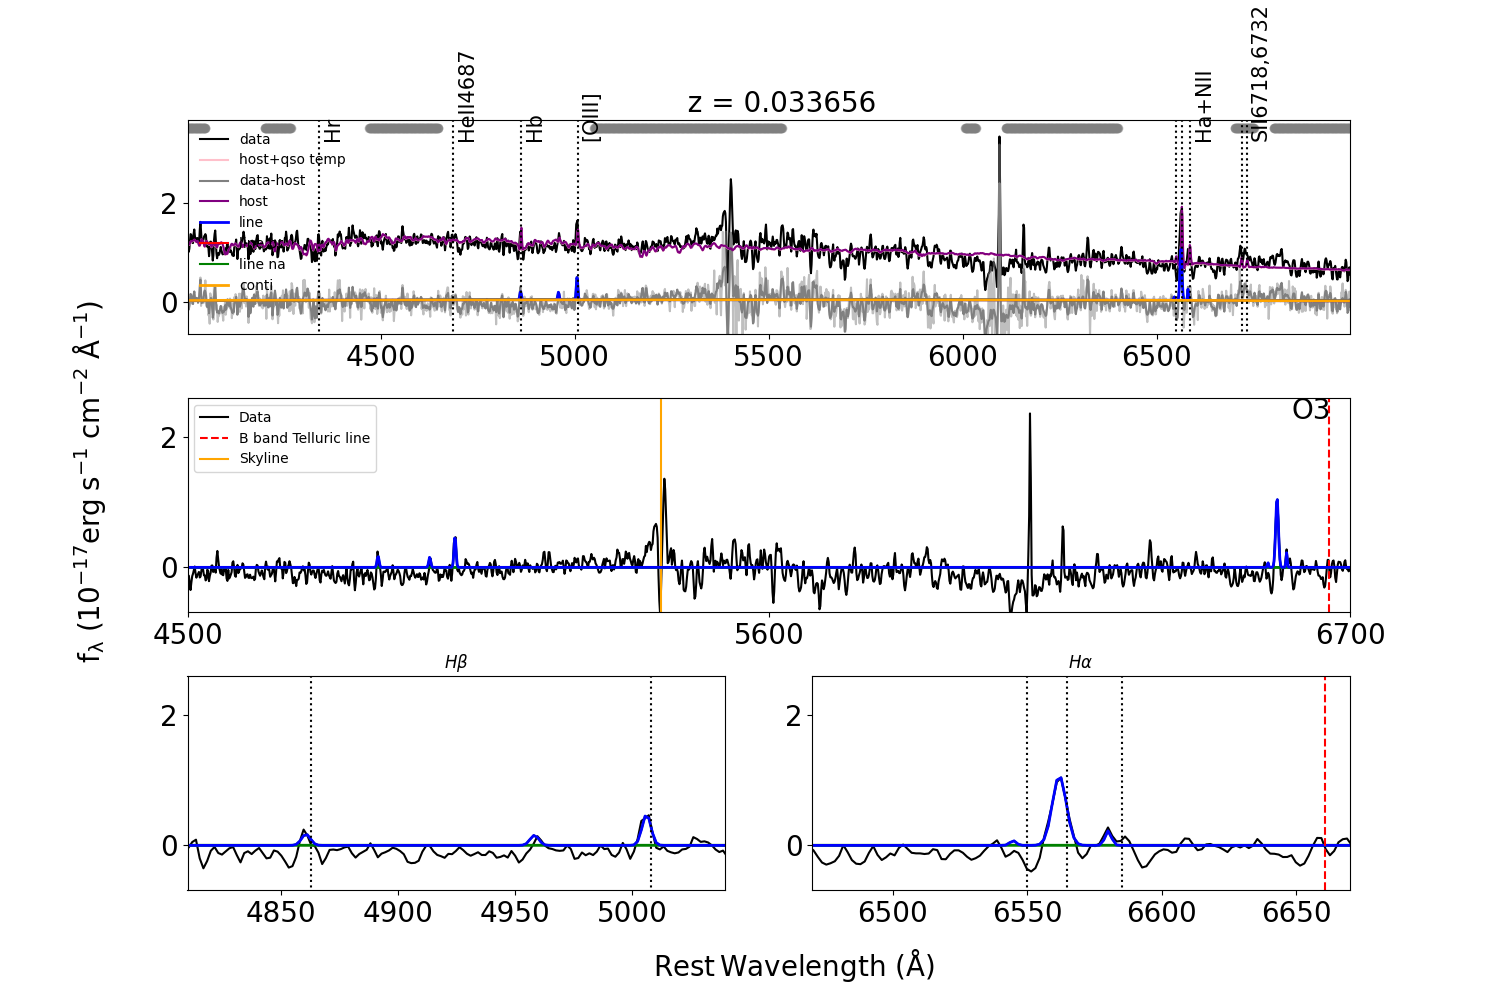 z = 0.033656
Hr
HeII4687
Hb
[OIII]
Ha+NII
SII6718,6732
data
host+qso temp
data-host
host
line
line na
conti
2
0
4500 5000 5500 6000 6500
Data
B band Telluric line
Skyline
O3
2
0
4500 5600 6700
f_λ (10⁻¹⁷erg s⁻¹ cm⁻² Å⁻¹)
Hβ
2
0
4850 4900 4950 5000
Hα
2
0
6500 6550 6600 6650
Rest Wavelength (Å)